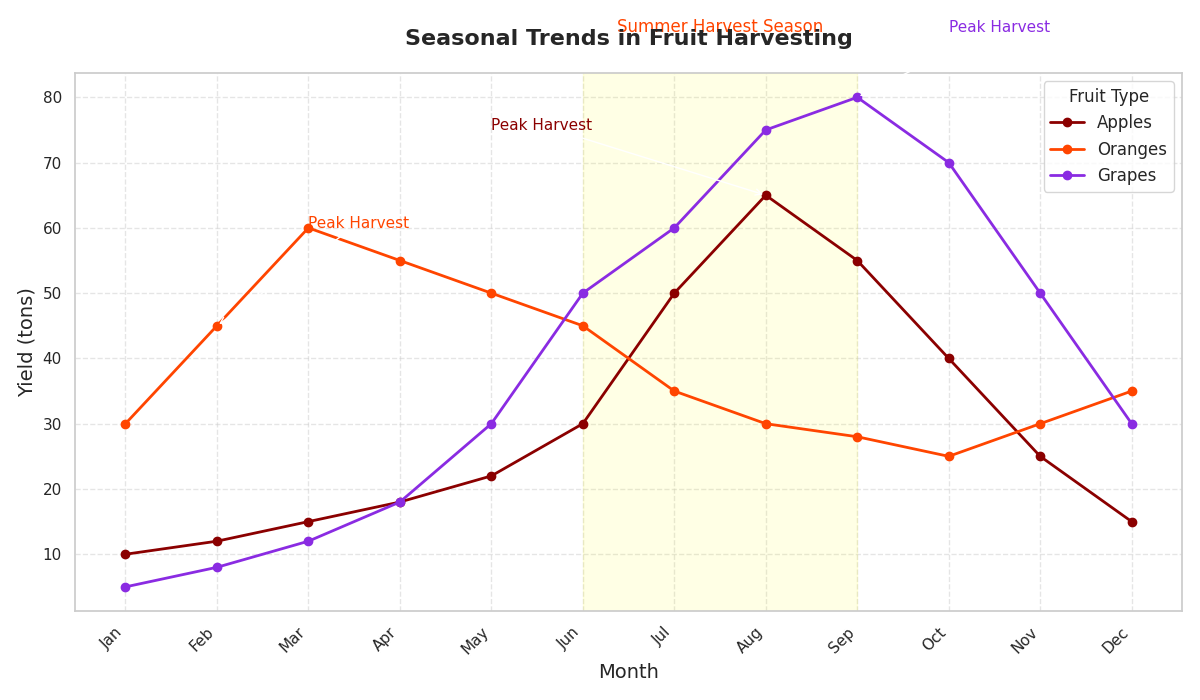 Summer Harvest Season
Peak Harvest
Seasonal Trends in Fruit Harvesting
Fruit Type
Apples
Oranges
Grapes
Peak Harvest
Peak Harvest
Yield (tons)
80
70
60
50
40
30
20
10
Jan
Feb
Mar
Apr
May
Jun
Jul
Aug
Sep
Oct
Nov
Dec
Month